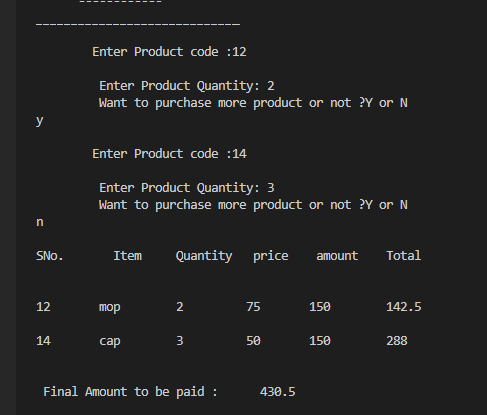 ------------
_____________________________
Enter Product code :12
Enter Product Quantity: 2
Want to purchase more product or not ?Y or N
y
Enter Product code :14
Enter Product Quantity: 3
Want to purchase more product or not ?Y or N
n
SNo. Item Quantity price amount Total
12 mop 2 75 150 142.5
14 cap 3 50 150 288
Final Amount to be paid : 430.5